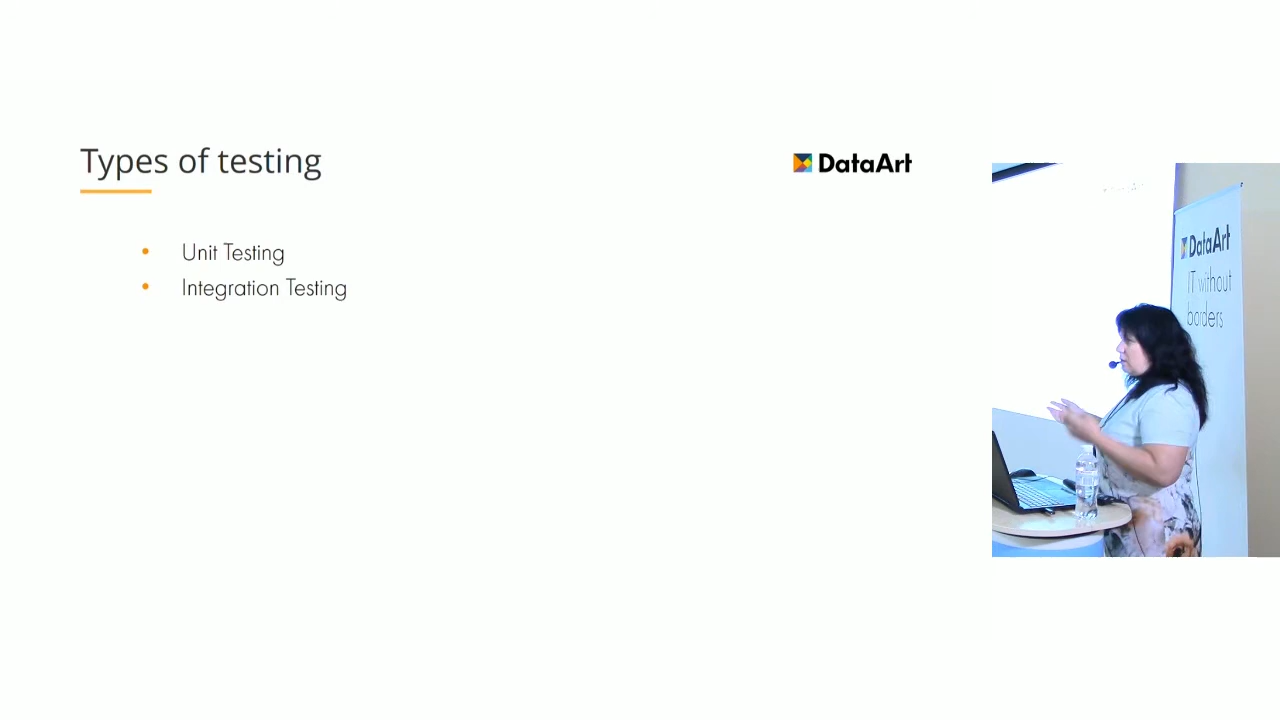 Types of testing
DataArt
• Unit Testing
• Integration Testing
DataArt
IT without
borders